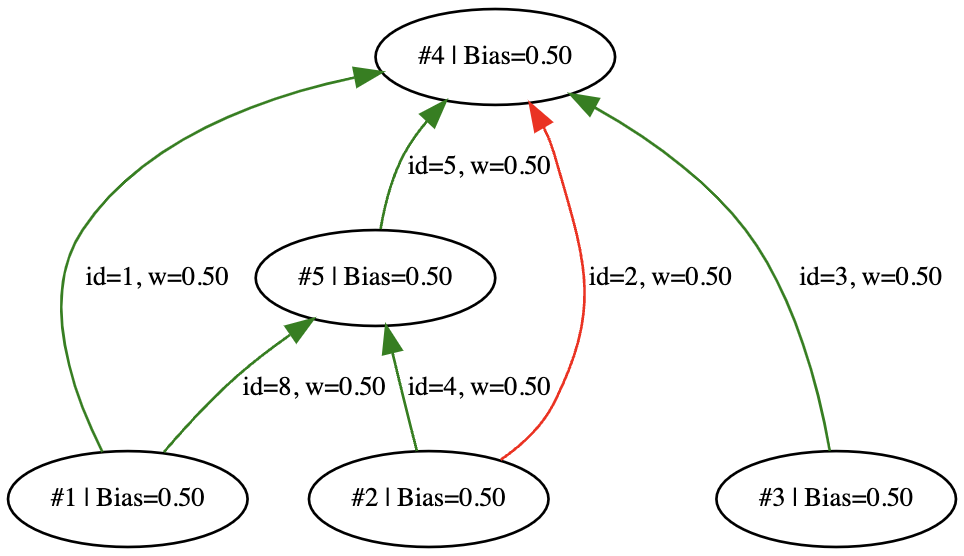 #4 | Bias=0.50
id=5, w=0.50
id=1, w=0.50
#5 | Bias=0.50
id=2, w=0.50
id=3, w=0.50
id=8, w=0.50
id=4, w=0.50
#1 | Bias=0.50
#2 | Bias=0.50
#3 | Bias=0.50